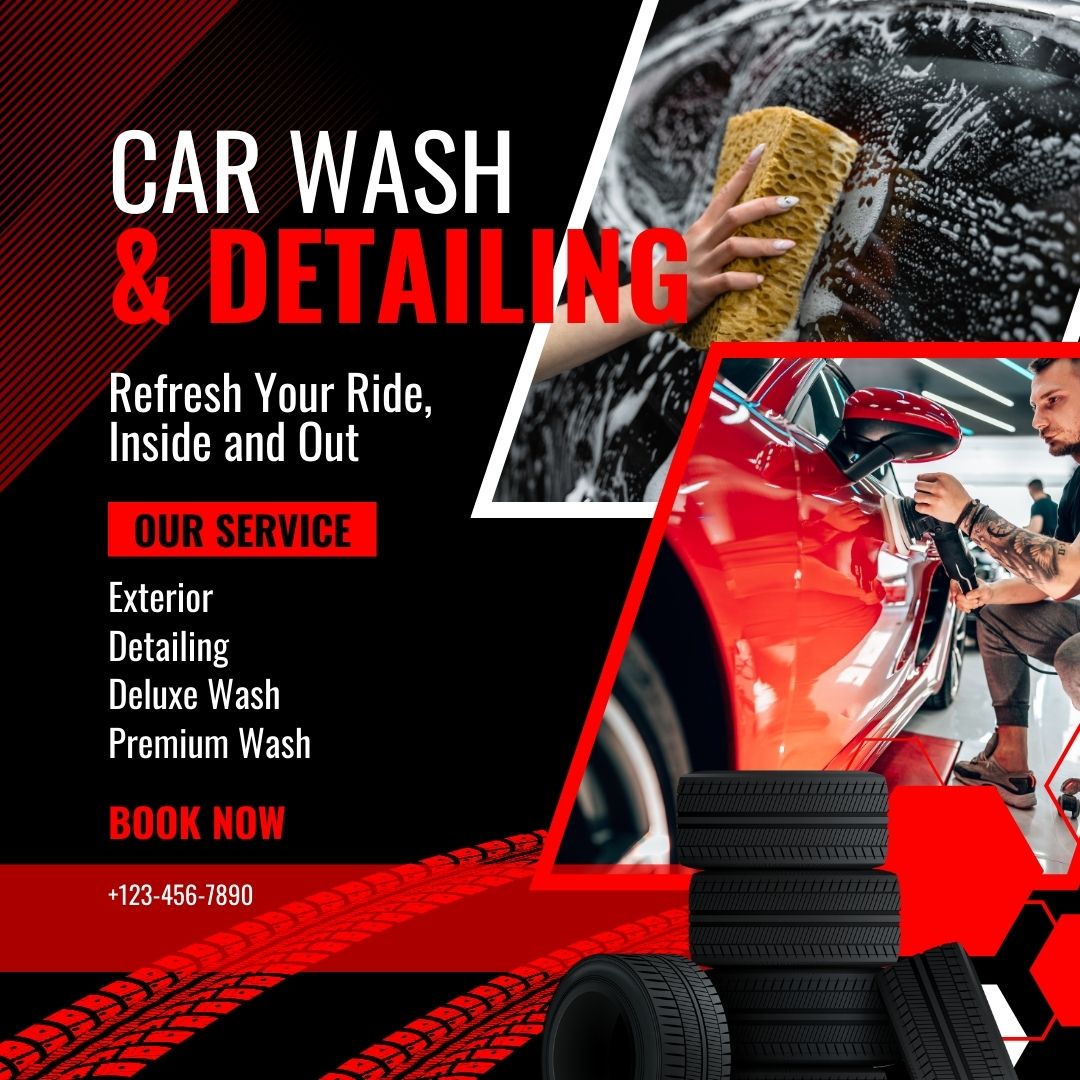 CAR WASH
& DETAILING
Refresh Your Ride,
Inside and Out
OUR SERVICE
Exterior
Detailing
Deluxe Wash
Premium Wash
BOOK NOW
+123-456-7890